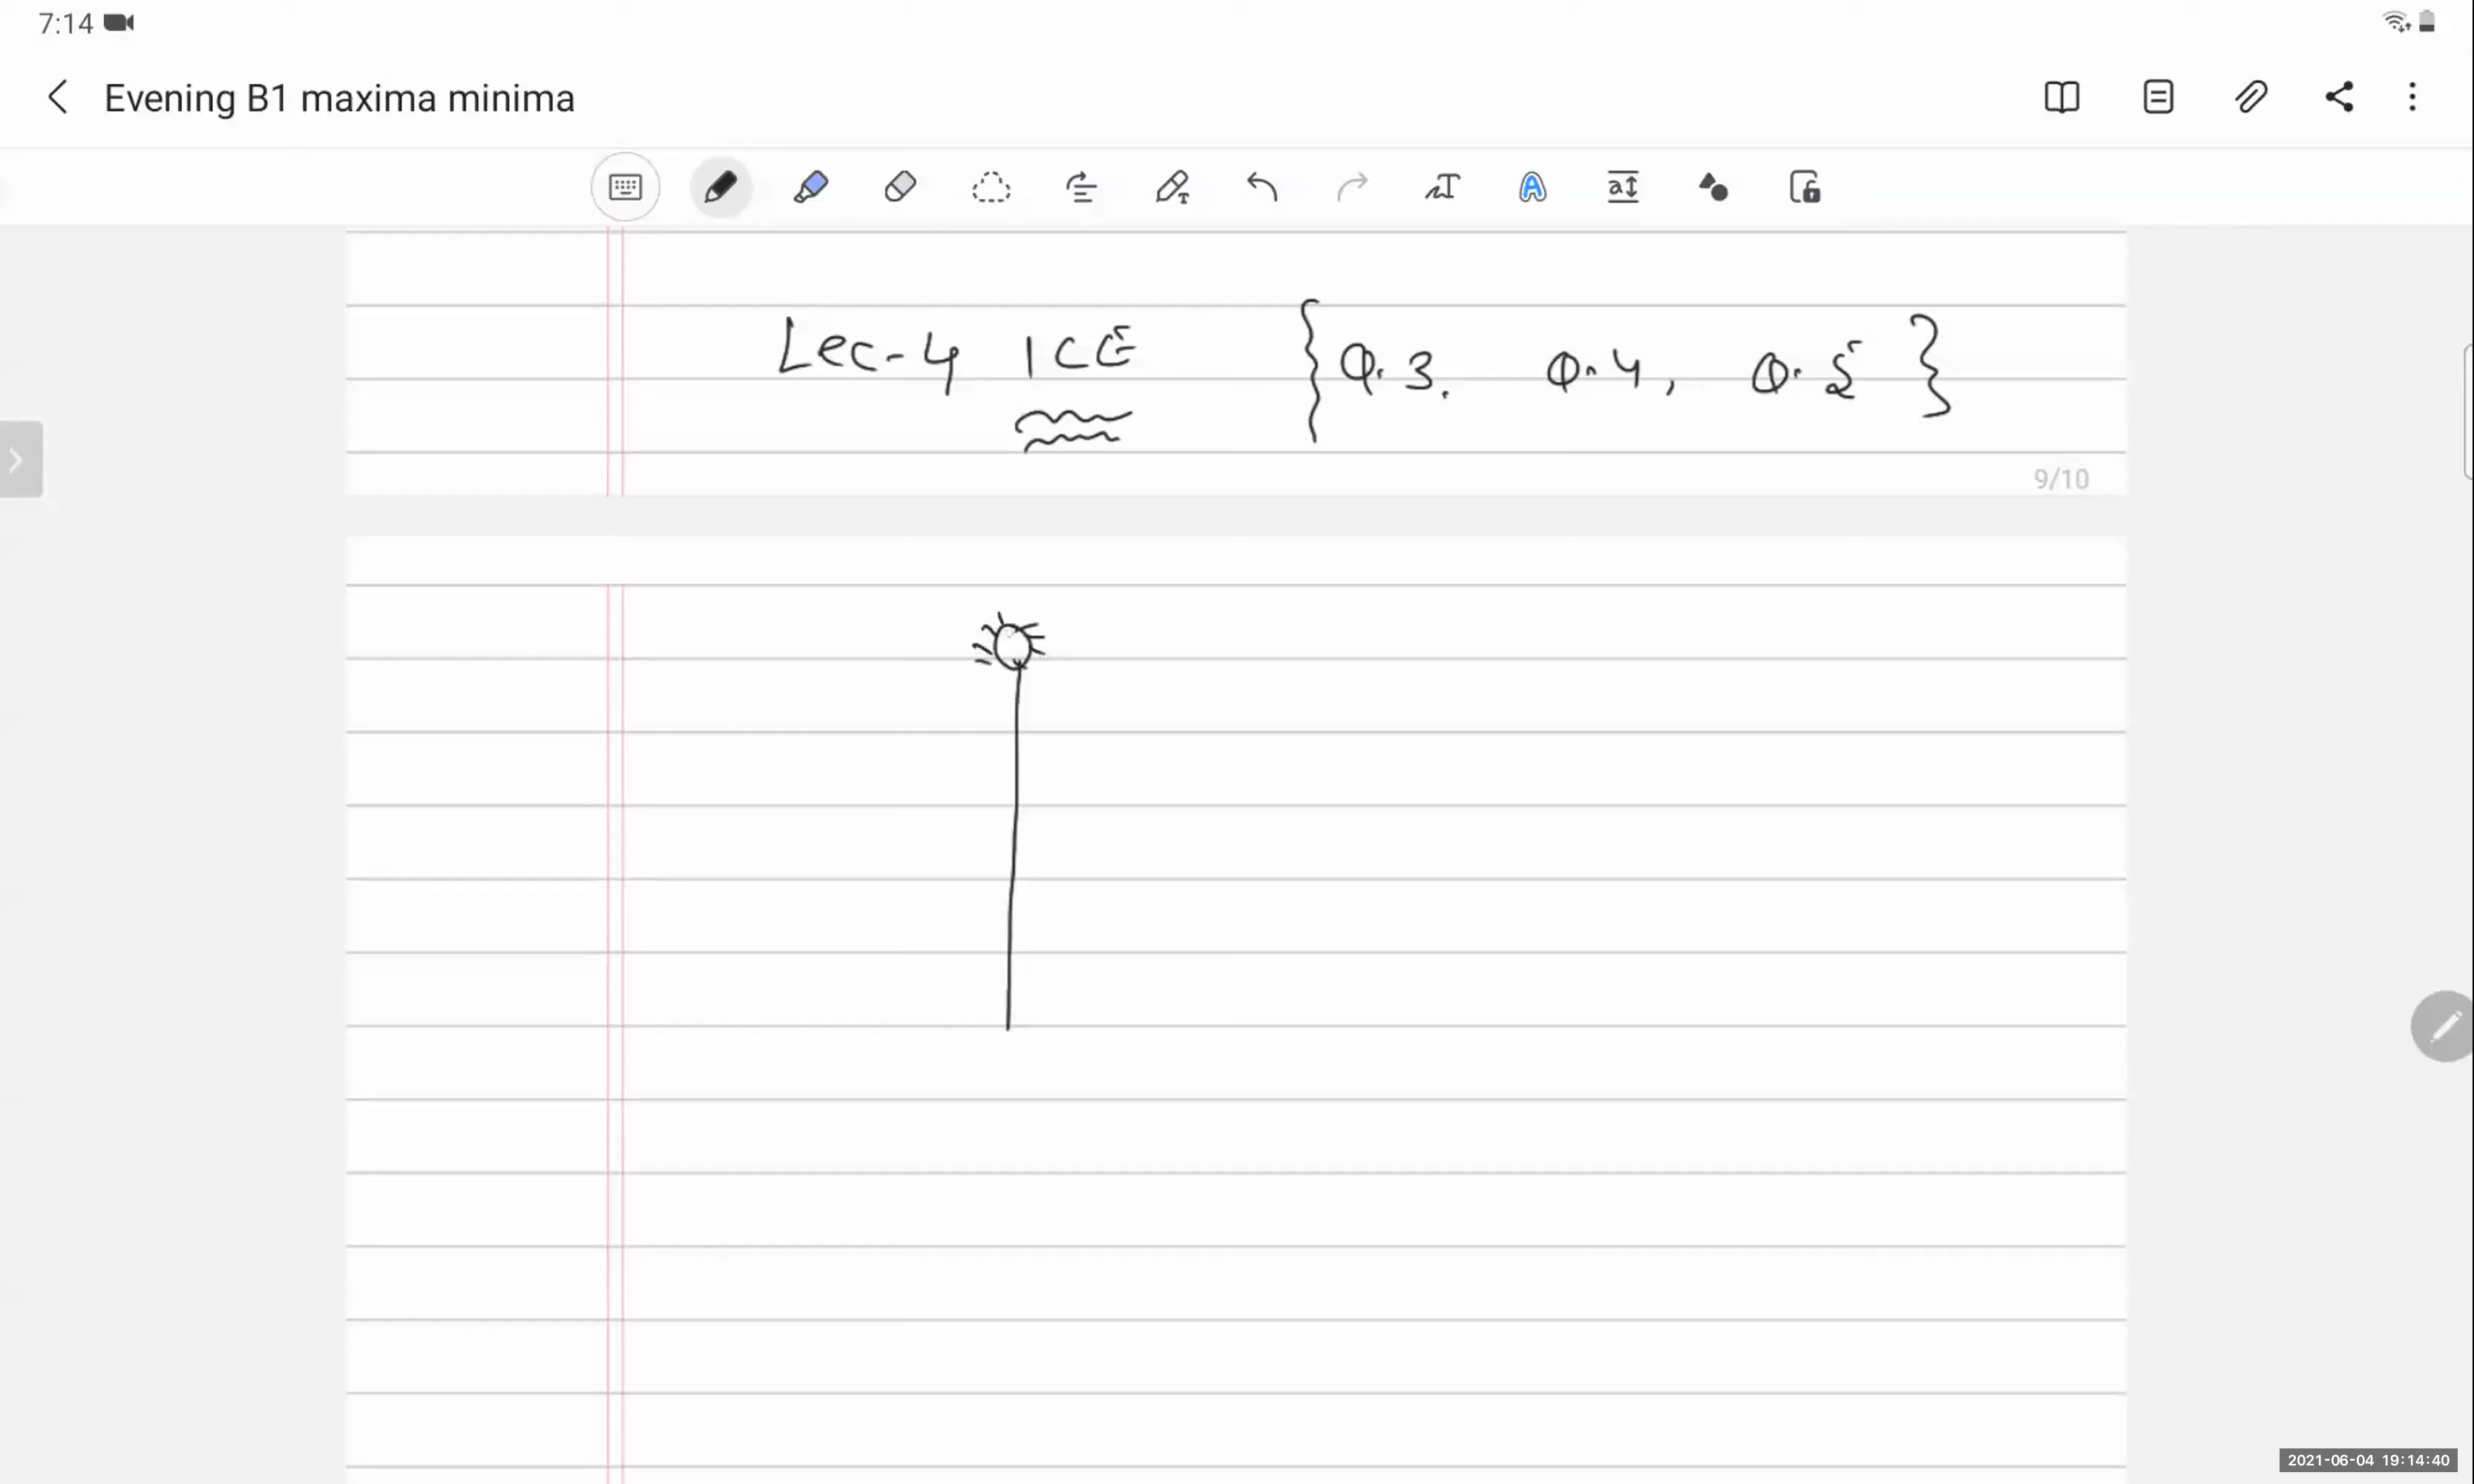 7:14
Evening B1 maxima minima
Lec-4 ICE { Q.3. Q.4, Q.5 }
9/10
2021-06-04 19:14:40